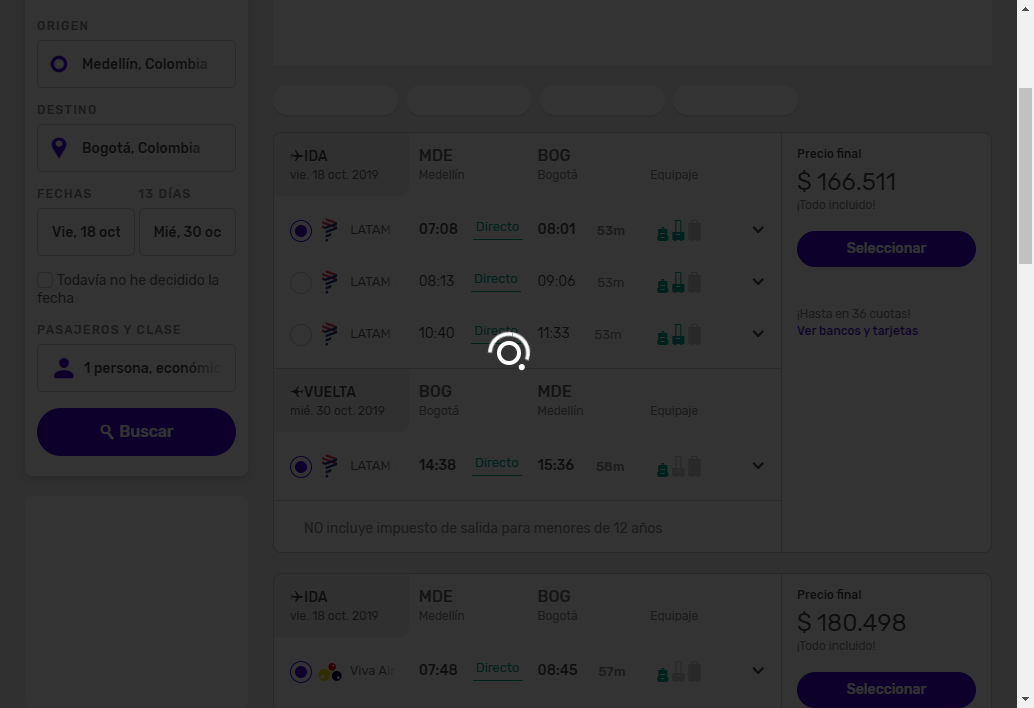 ORIGEN
Medellín, Colombia
DESTINO
Bogotá, Colombia
FECHAS
13 DÍAS
Vie, 18 oct
Mié, 30 oc
Todavía no he decidido la
fecha
PASAJEROS Y CLASE
1 persona, económic
Buscar
IDA
vie. 18 oct. 2019
MDE
Medellín
BOG
Bogotá
Equipaje
LATAM 07:08 Directo 08:01 53m
LATAM 08:13 Directo 09:06 53m
LATAM 10:40 Directo 11:33 53m
VUELTA
mié. 30 oct. 2019
BOG
Bogotá
MDE
Medellín
Equipaje
LATAM 14:38 Directo 15:36 58m
NO incluye impuesto de salida para menores de 12 años
Precio final
$ 166.511
¡Todo incluido!
Seleccionar
¡Hasta en 36 cuotas!
Ver bancos y tarjetas
IDA
vie. 18 oct. 2019
MDE
Medellín
BOG
Bogotá
Equipaje
Viva Ai 07:48 Directo 08:45 57m
Precio final
$ 180.498
¡Todo incluido!
Seleccionar